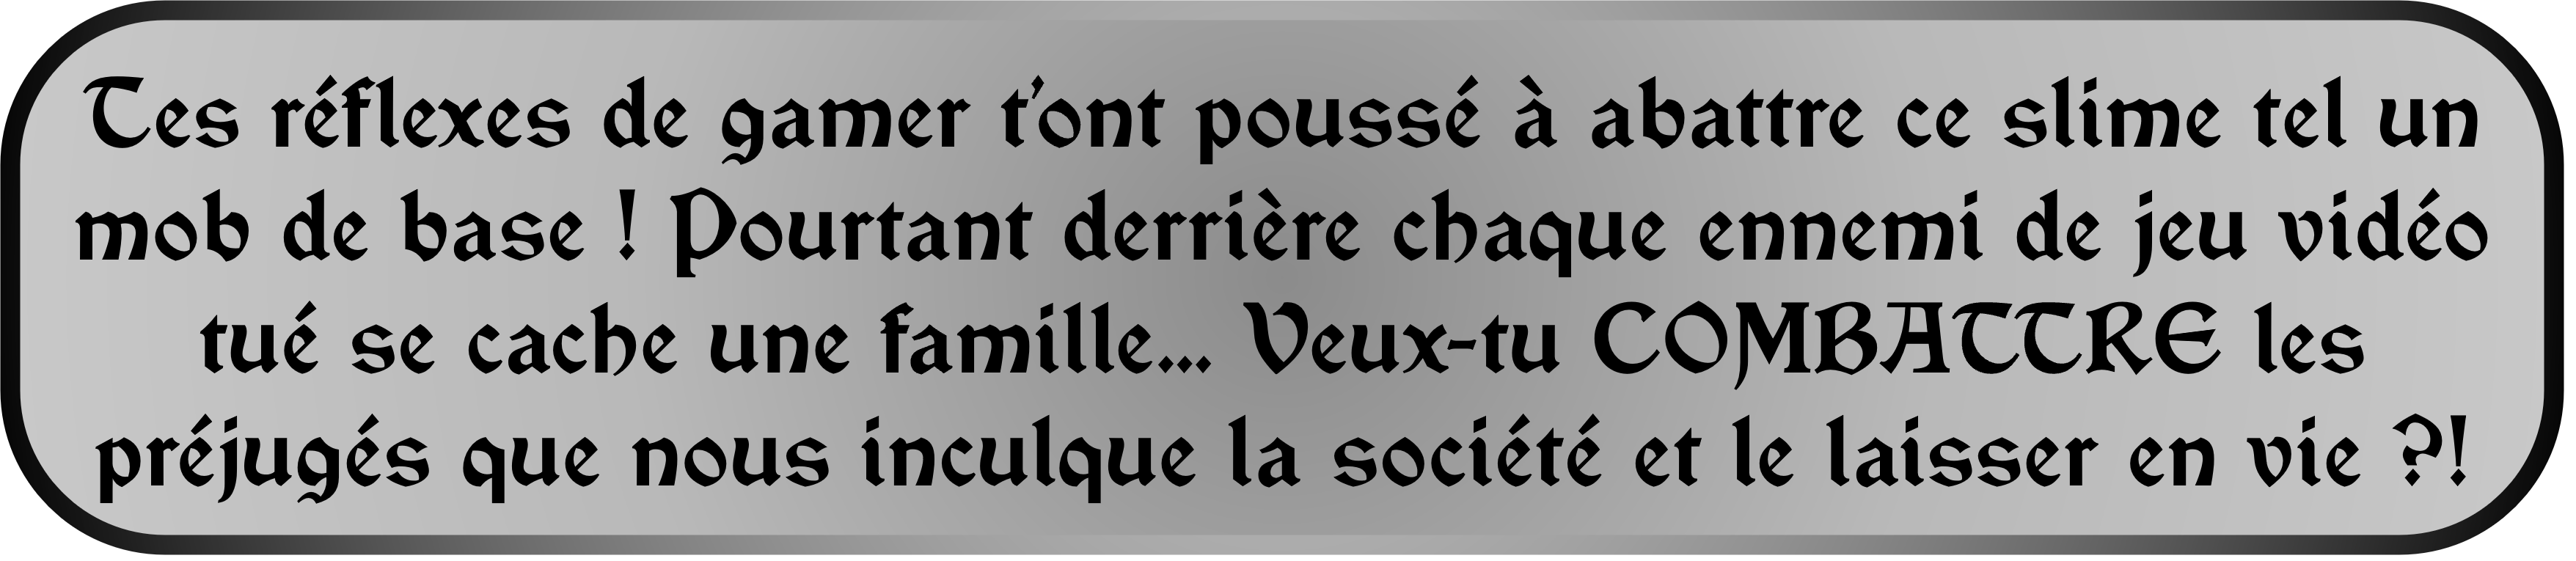 Tes réflexes de gamer t'ont poussé à abattre ce slime tel un
mob de base ! Pourtant derrière chaque ennemi de jeu vidéo
tué se cache une famille... Veux-tu COMBATTRE les
préjugés que nous inculque la société et le laisser en vie ?!